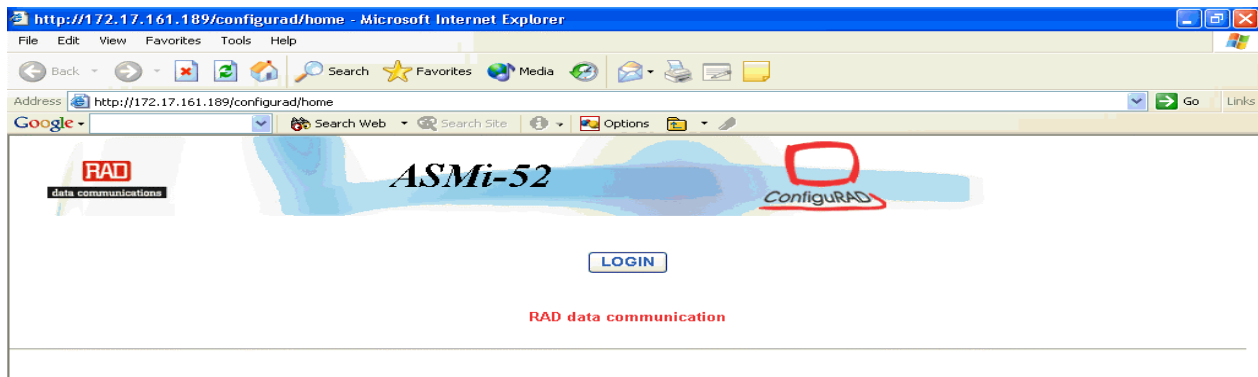 http://172.17.161.189/configurad/home - Microsoft Internet Explorer
File Edit View Favorites Tools Help
Back Search Favorites Media
Address http://172.17.161.189/configurad/home Go Links
Google Search Web Search Site Options
RAD
data communications
ASMi-52
ConfiguRAD
LOGIN
RAD data communication